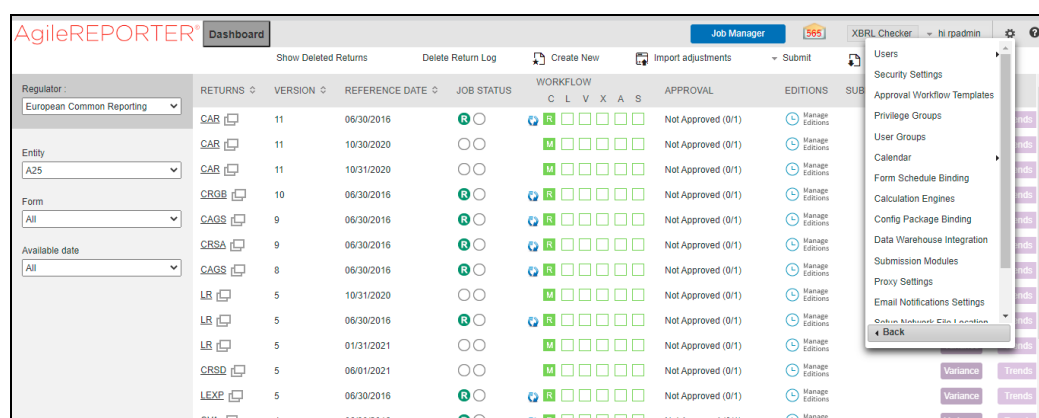 AgileREPORTER® Dashboard Job Manager 565 XBRL Checker hi rpadmin
Show Deleted Returns Delete Return Log Create New Import adjustments Submit
Regulator :
European Common Reporting
Entity
A25
Form
All
Available date
All
RETURNS VERSION REFERENCE DATE JOB STATUS WORKFLOW APPROVAL EDITIONS SUB
C L V X A S
CAR 11 06/30/2016 R R Not Approved (0/1) Manage Editions
CAR 11 10/30/2020 M Not Approved (0/1) Manage Editions
CAR 11 10/31/2020 M Not Approved (0/1) Manage Editions
CRGB 10 06/30/2016 R R Not Approved (0/1) Manage Editions
CAGS 9 06/30/2016 R R Not Approved (0/1) Manage Editions
CRSA 9 06/30/2016 R R Not Approved (0/1) Manage Editions
CAGS 8 06/30/2016 R R Not Approved (0/1) Manage Editions
LR 5 10/31/2020 M Not Approved (0/1) Manage Editions
LR 5 06/30/2016 R R Not Approved (0/1) Manage Editions
LR 5 01/31/2021 M Not Approved (0/1) Manage Editions
CRSD 5 06/01/2021 M Not Approved (0/1) Manage Editions Variance Trends
LEXP 5 06/30/2016 R R Not Approved (0/1) Manage Editions Variance Trends
Users
Security Settings
Approval Workflow Templates
Privilege Groups
User Groups
Calendar
Form Schedule Binding
Calculation Engines
Config Package Binding
Data Warehouse Integration
Submission Modules
Proxy Settings
Email Notifications Settings
Setup Network File Location
Back